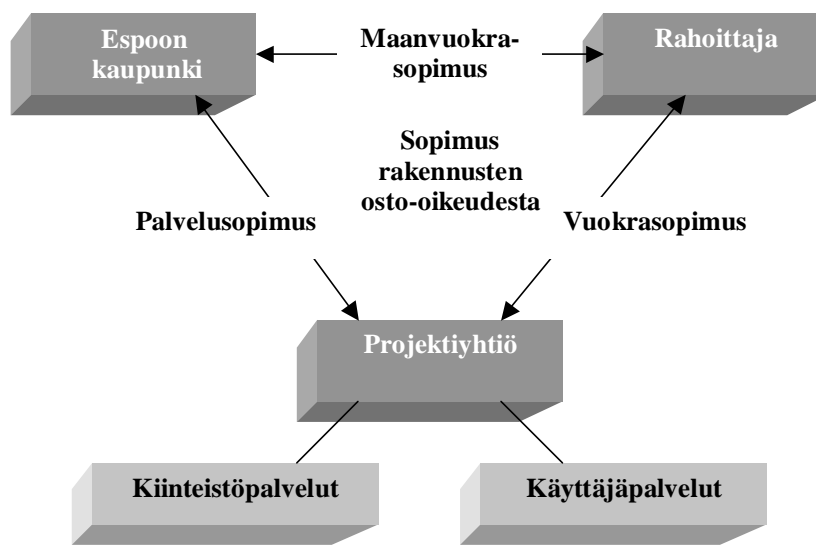 Espoon
kaupunki
Maanvuokra-
sopimus
Rahoittaja
Sopimus
rakennusten
osto-oikeudesta
Palvelusopimus
Vuokrasopimus
Projektiyhtiö
Kiinteistöpalvelut
Käyttäjäpalvelut